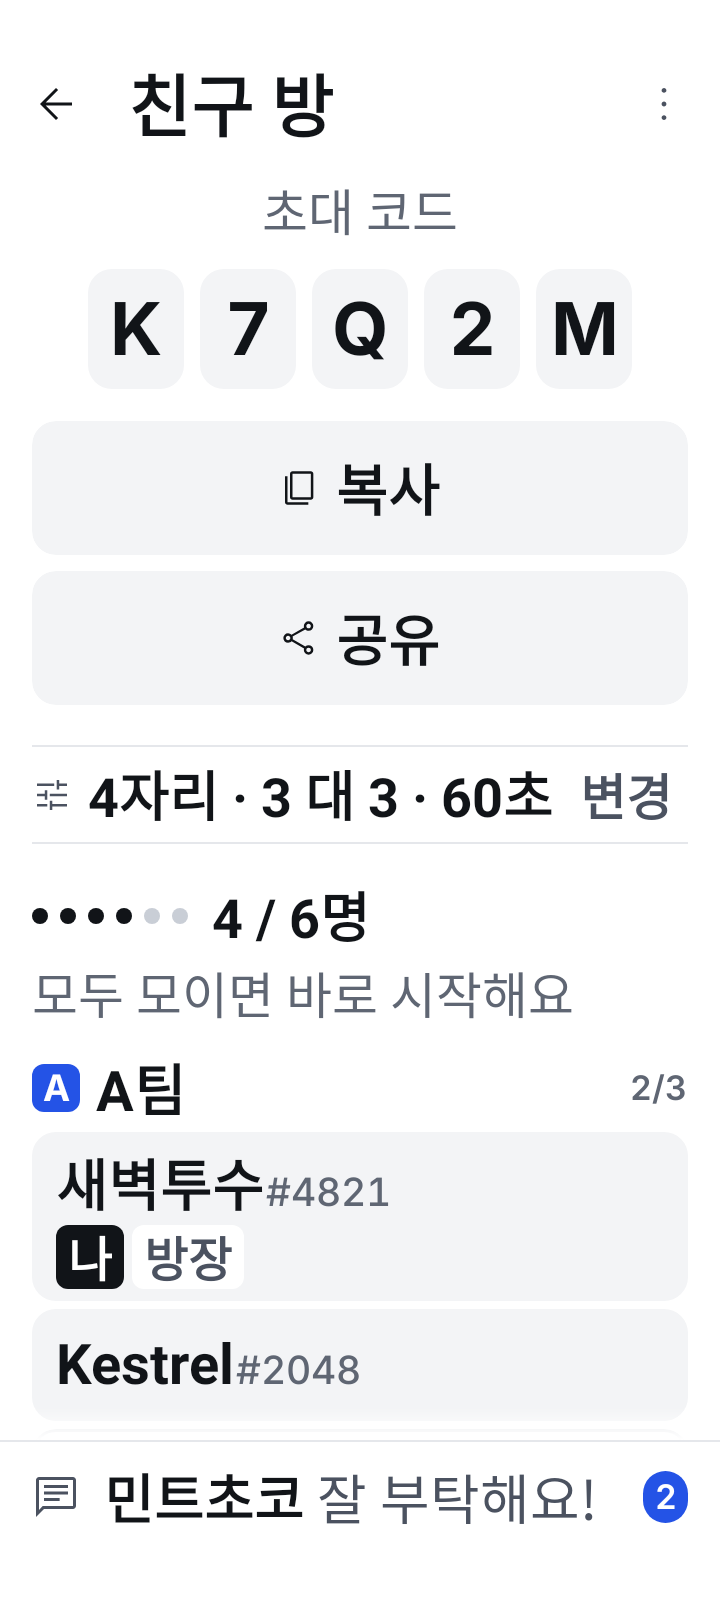 친구 방
초대 코드
K 7 Q 2 M
복사
공유
4자리 · 3 대 3 · 60초 변경
4 / 6명
모두 모이면 바로 시작해요
A A팀 2/3
새벽투수#4821
나 방장
Kestrel#2048
민트초코 잘 부탁해요! 2